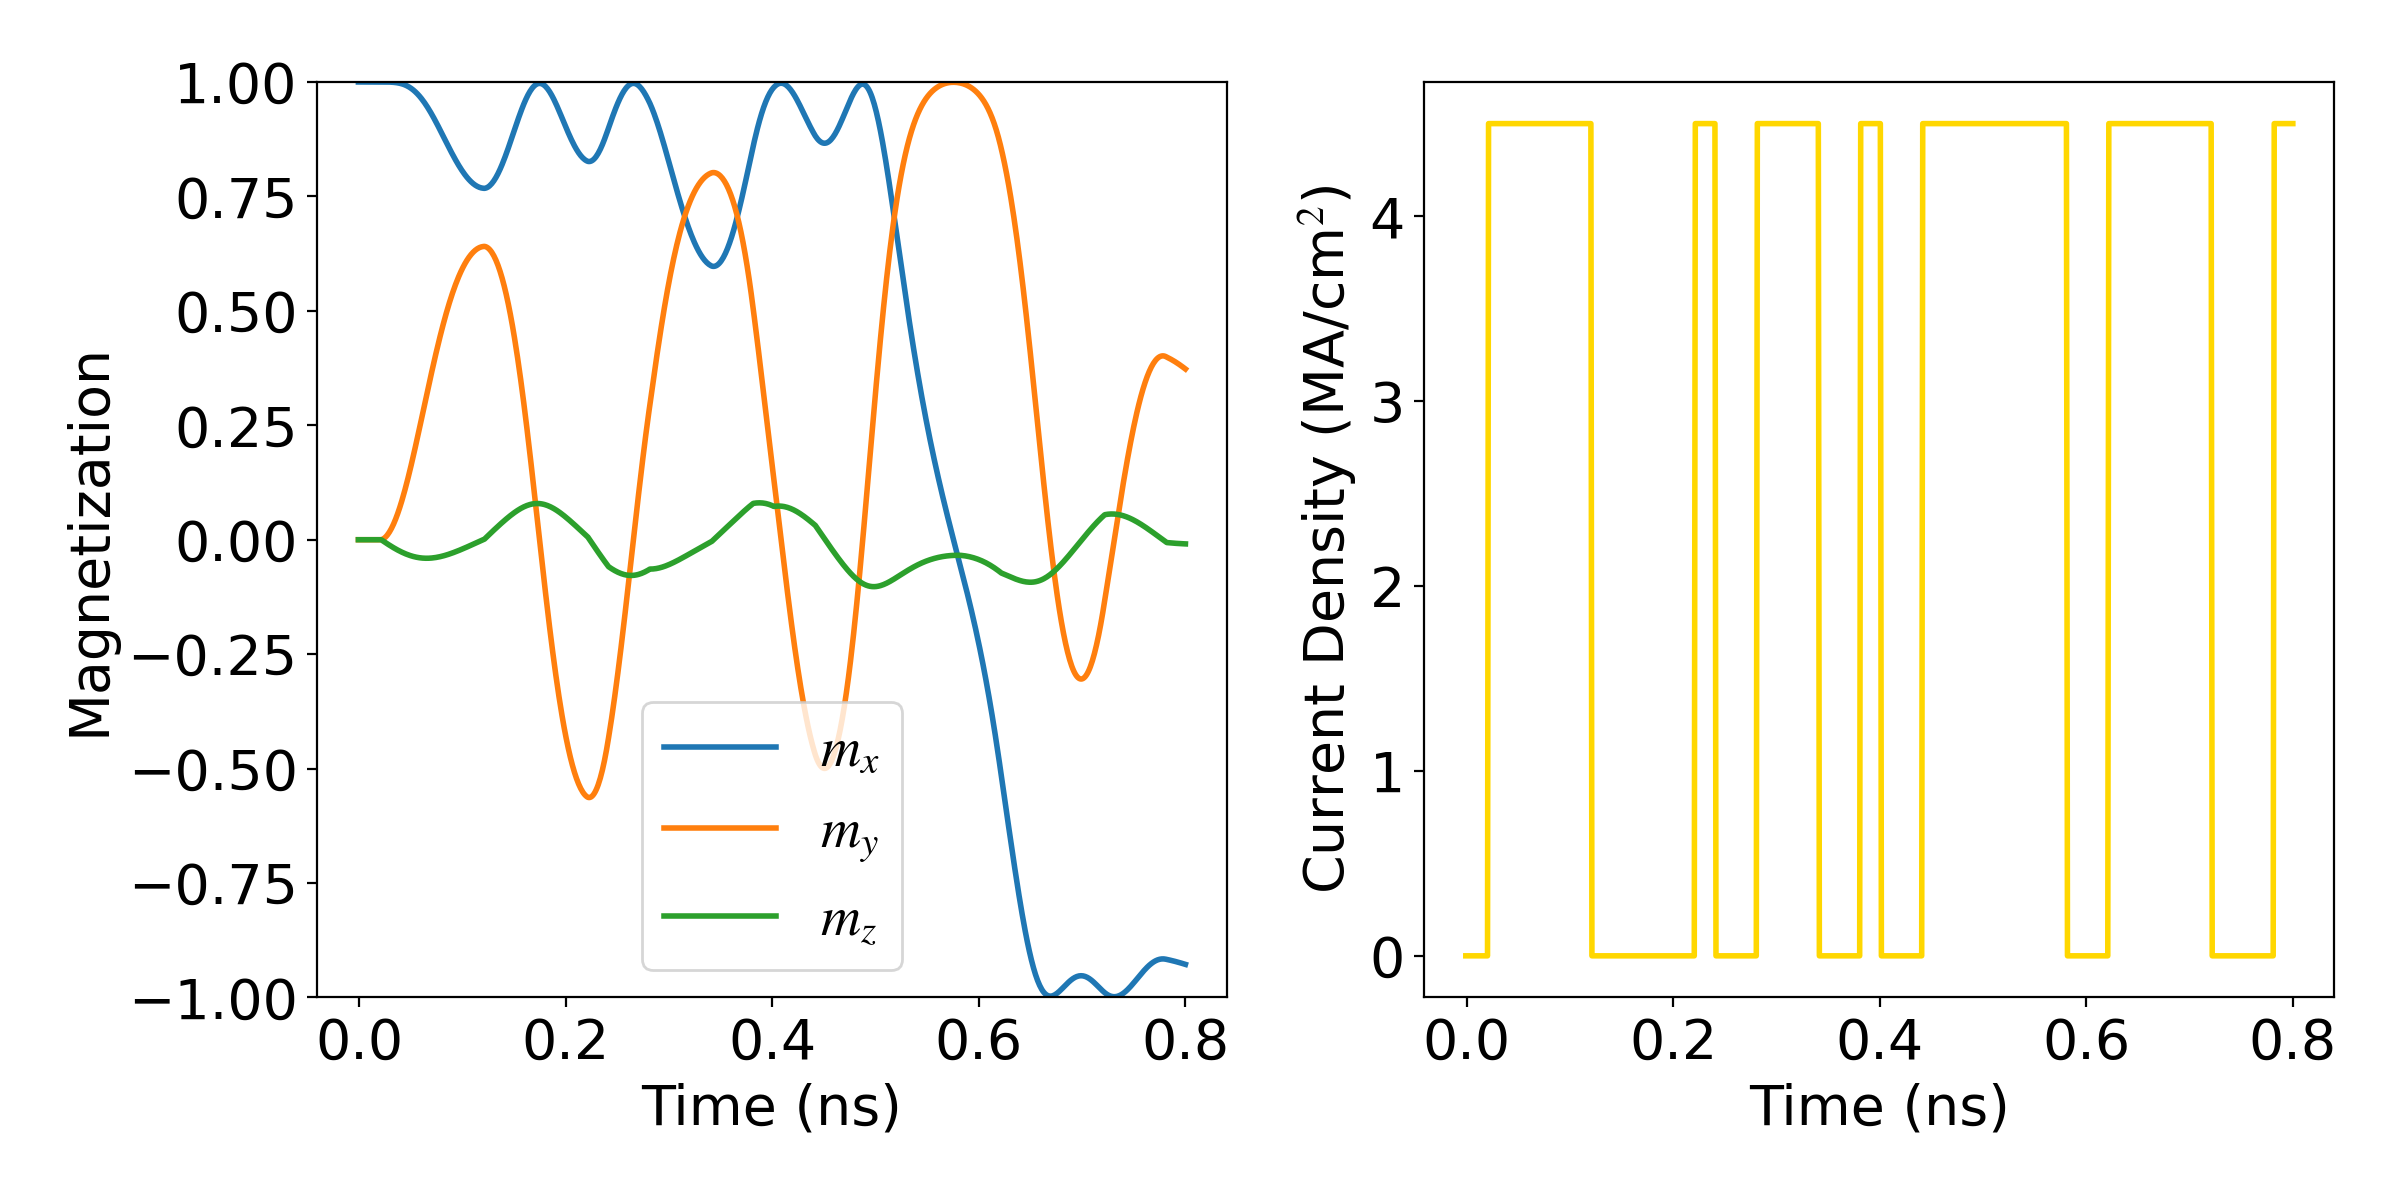 1.00
0.75
0.50
0.25
0.00
−0.25
−0.50
−0.75
−1.00
Magnetization
0.0 0.2 0.4 0.6 0.8
Time (ns)
m_x
m_y
m_z
Current Density (MA/cm²)
4
3
2
1
0
0.0 0.2 0.4 0.6 0.8
Time (ns)